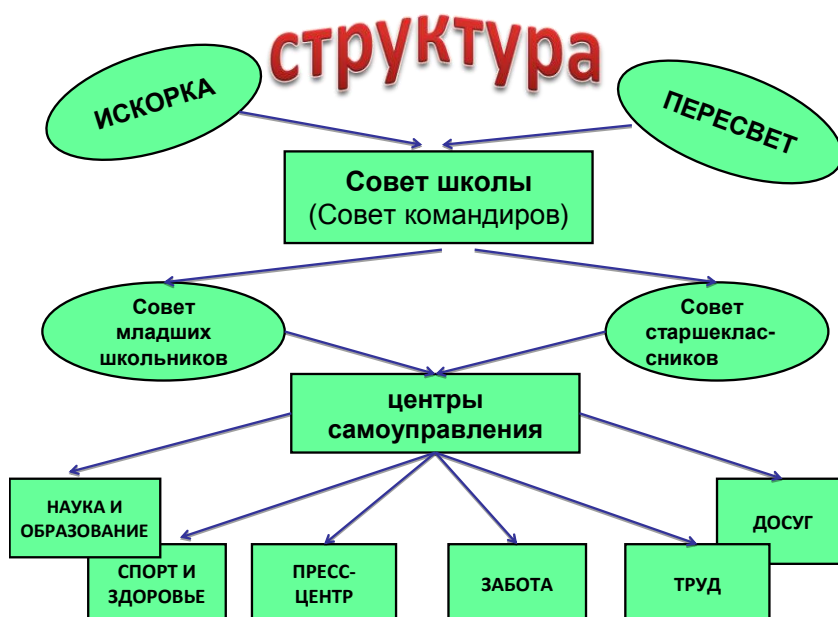 структура
ИСКОРКА
ПЕРЕСВЕТ
Совет школы
(Совет командиров)
Совет
младших
школьников
Совет
старшеклас-
сников
центры
самоуправления
НАУКА И
ОБРАЗОВАНИЕ
ДОСУГ
СПОРТ И
ЗДОРОВЬЕ
ПРЕСС-
ЦЕНТР
ЗАБОТА
ТРУД